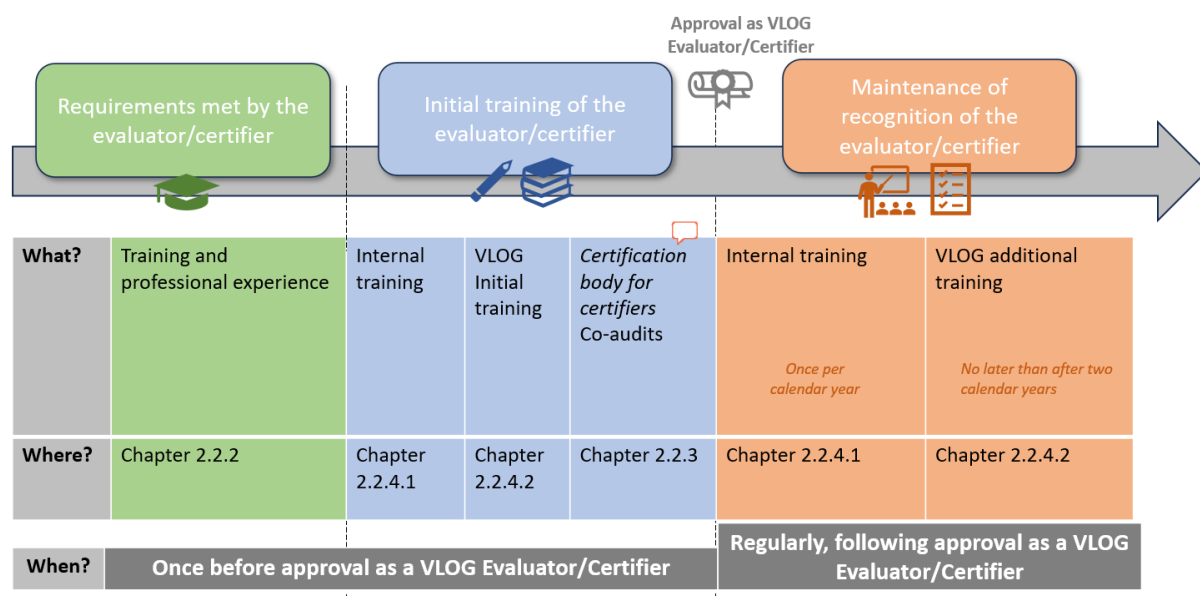 Approval as VLOG
Evaluator/Certifier
Requirements met by the
evaluator/certifier
Initial training of the
evaluator/certifier
Maintenance of
recognition of the
evaluator/certifier
What?
Training and
professional experience
Internal
training
VLOG
Initial
training
Certification
body for
certifiers
Co-audits
Internal training
Once per
calendar year
VLOG additional
training
No later than after two
calendar years
Where?
Chapter 2.2.2
Chapter
2.2.4.1
Chapter
2.2.4.2
Chapter 2.2.3
Chapter 2.2.4.1
Chapter 2.2.4.2
When?
Once before approval as a VLOG Evaluator/Certifier
Regularly, following approval as a VLOG
Evaluator/Certifier